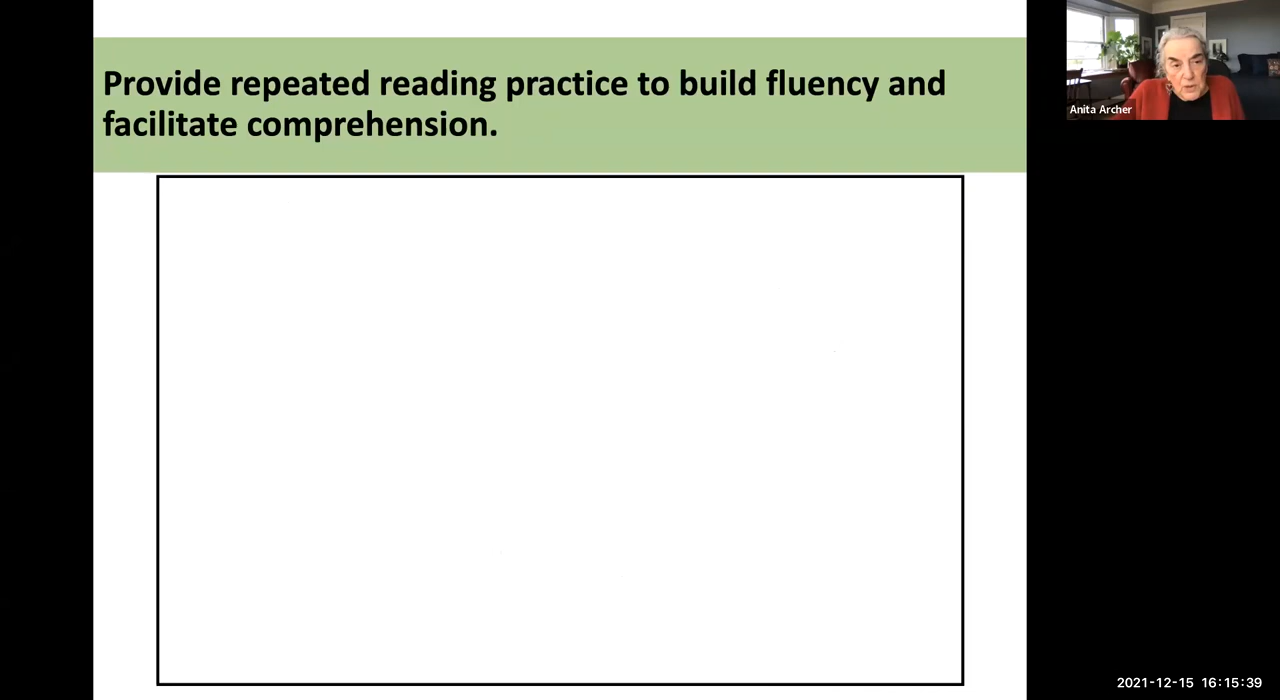 Provide repeated reading practice to build fluency and
facilitate comprehension.
Anita Archer
2021-12-15 16:15:39